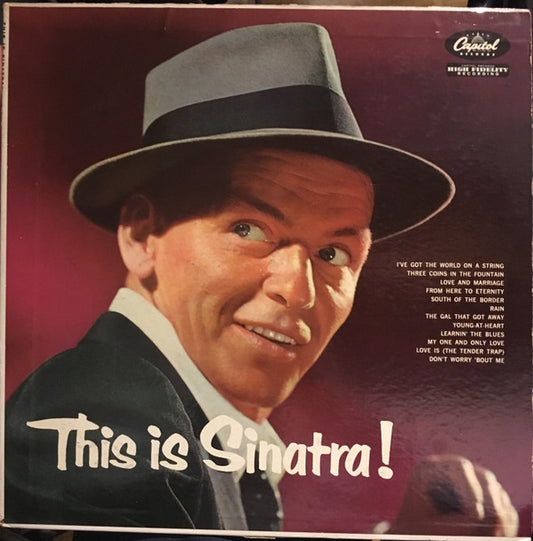 Capitol
RECORDS
HIGH FIDELITY
RECORDING
I'VE GOT THE WORLD ON A STRING
THREE COINS IN THE FOUNTAIN
LOVE AND MARRIAGE
FROM HERE TO ETERNITY
SOUTH OF THE BORDER
RAIN
THE GAL THAT GOT AWAY
YOUNG-AT-HEART
LEARNIN' THE BLUES
MY ONE AND ONLY LOVE
LOVE IS (THE TENDER TRAP)
DON'T WORRY 'BOUT ME
This is Sinatra!